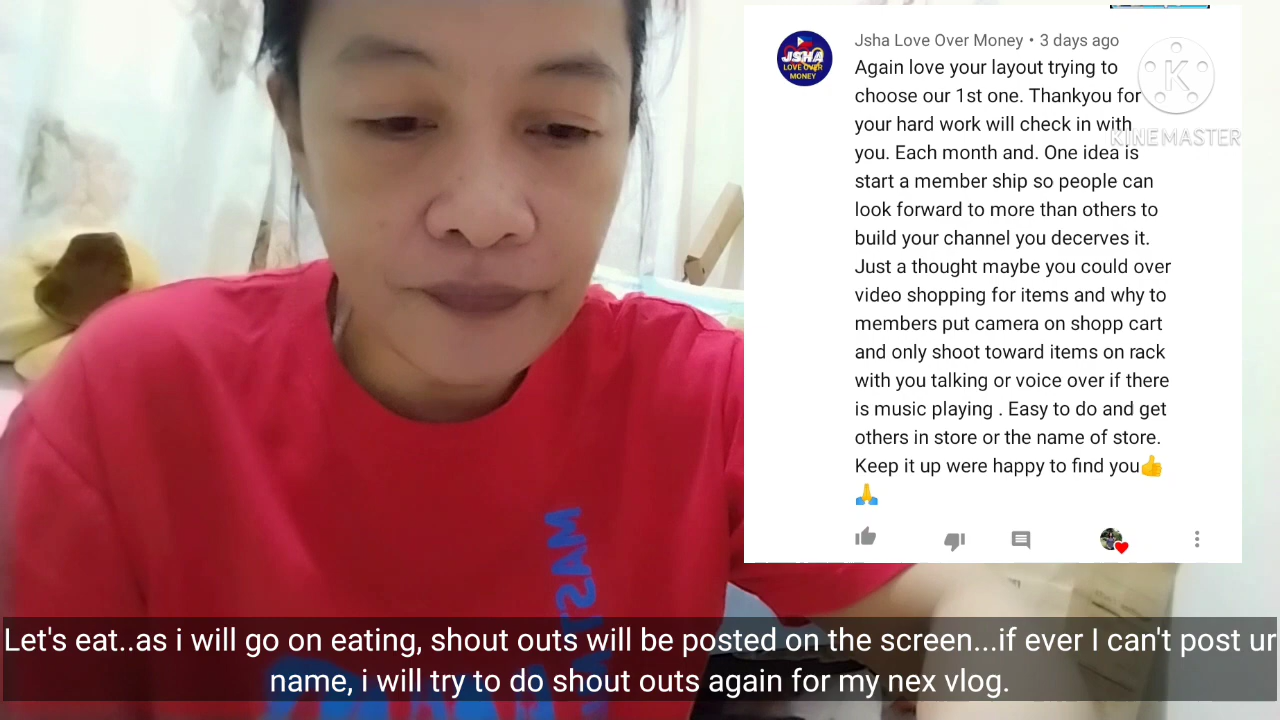 Jsha Love Over Money • 3 days ago
JSHA
LOVE OVER
MONEY
Again love your layout trying to
choose our 1st one. Thankyou for
your hard work will check in with
you. Each month and. One idea is
start a member ship so people can
look forward to more than others to
build your channel you decerves it.
Just a thought maybe you could over
video shopping for items and why to
members put camera on shopp cart
and only shoot toward items on rack
with you talking or voice over if there
is music playing . Easy to do and get
others in store or the name of store.
Keep it up were happy to find you👍
🙏
K
KINEMASTER
Let's eat..as i will go on eating, shout outs will be posted on the screen...if ever I can't post ur
name, i will try to do shout outs again for my nex vlog.